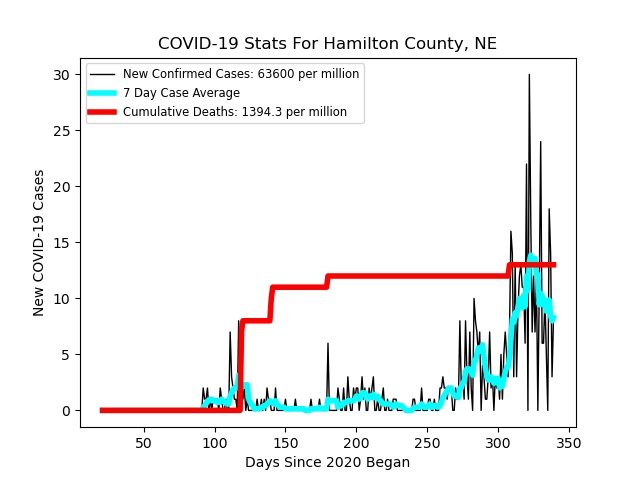 COVID-19 Stats For Hamilton County, NE
New Confirmed Cases: 63600 per million
7 Day Case Average
Cumulative Deaths: 1394.3 per million
New COVID-19 Cases
30
25
20
15
10
5
0
50 100 150 200 250 300 350
Days Since 2020 Began